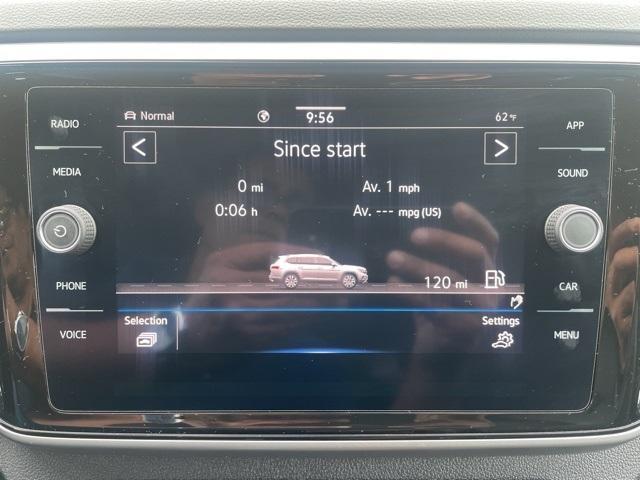 RADIO
MEDIA
PHONE
VOICE
Normal
9:56
62 °F
< Since start >
0 mi Av. 1 mph
0:06 h Av. --- mpg (US)
120 mi
Selection Settings
APP
SOUND
CAR
MENU